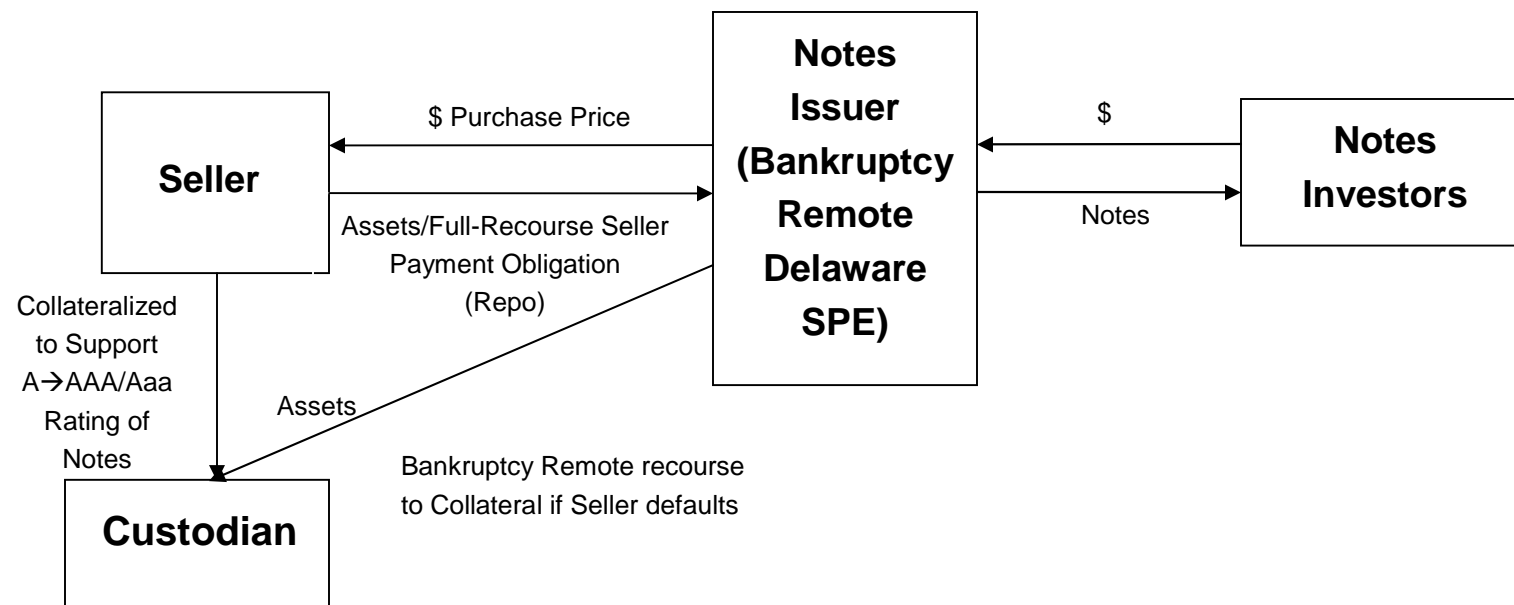 Seller
$ Purchase Price
Assets/Full-Recourse Seller
Payment Obligation
(Repo)
Notes
Issuer
(Bankruptcy
Remote
Delaware
SPE)
$
Notes
Notes
Investors
Collateralized
to Support
A→AAA/Aaa
Rating of
Notes
Assets
Bankruptcy Remote recourse
to Collateral if Seller defaults
Custodian